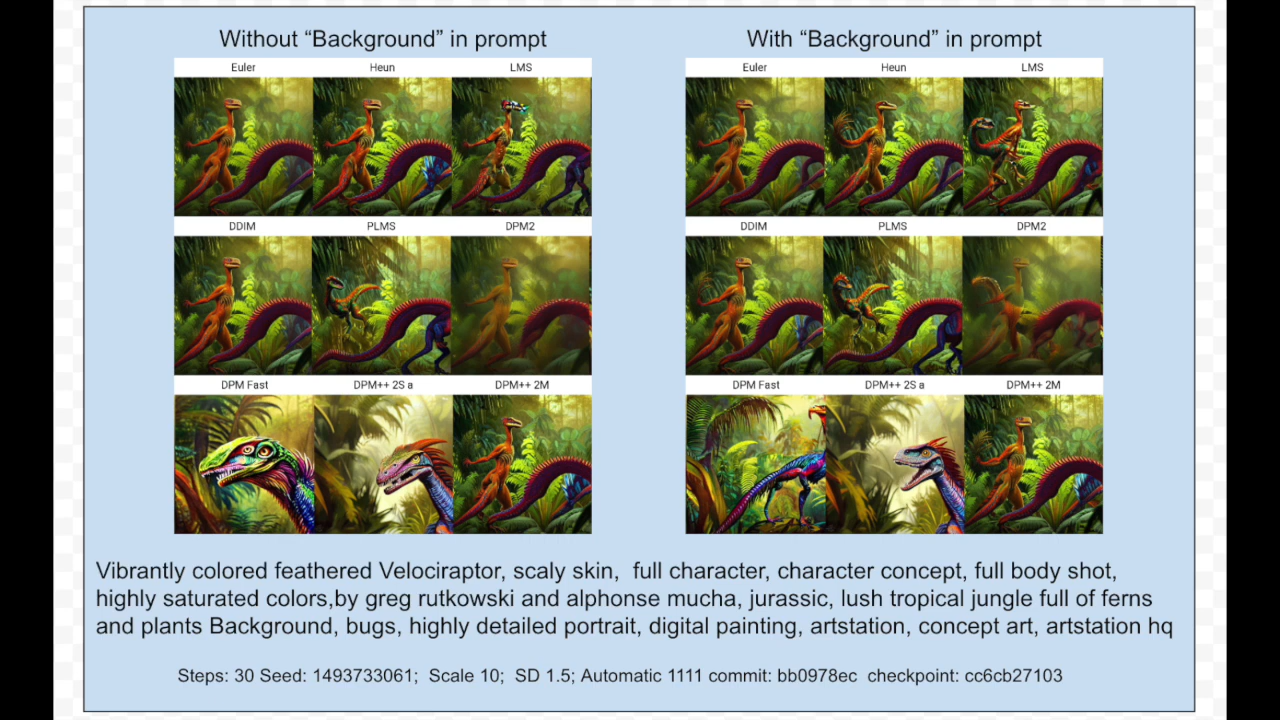 Without “Background” in prompt
Euler Heun LMS
DDIM PLMS DPM2
DPM Fast DPM++ 2S a DPM++ 2M
With “Background” in prompt
Euler Heun LMS
DDIM PLMS DPM2
DPM Fast DPM++ 2S a DPM++ 2M
Vibrantly colored feathered Velociraptor, scaly skin,  full character, character concept, full body shot,
highly saturated colors,by greg rutkowski and alphonse mucha, jurassic, lush tropical jungle full of ferns
and plants Background, bugs, highly detailed portrait, digital painting, artstation, concept art, artstation hq
Steps: 30 Seed: 1493733061;  Scale 10;  SD 1.5; Automatic 1111 commit: bb0978ec  checkpoint: cc6cb27103